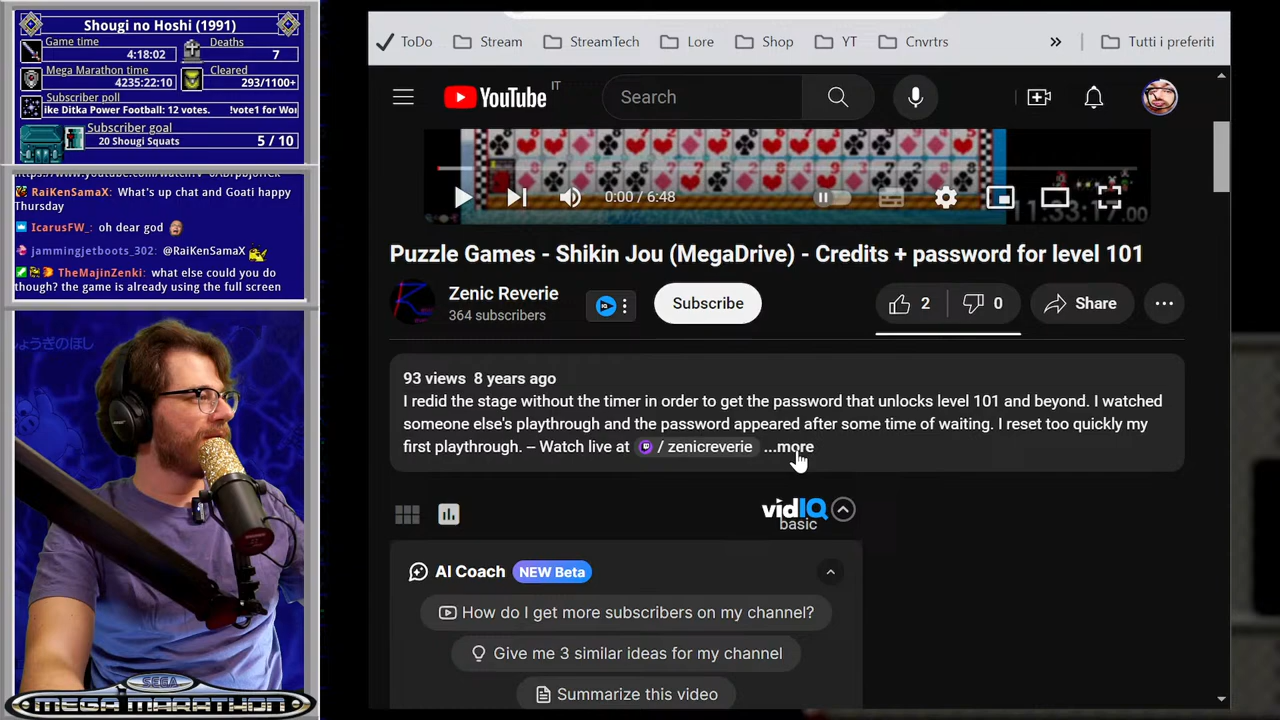 Shougi no Hoshi (1991)
Game time
4:18:02
Deaths
7
Mega Marathon time
4235:22:10
Cleared
293/1100+
Subscriber poll
ike Ditka Power Football: 12 votes. !vote1 for Wor
Subscriber goal
20 Shougi Squats
5 / 10
RaiKenSamaX: What's up chat and Goati happy
Thursday
IcarusFW_: oh dear god
jammingjetboots_302: @RaiKenSamaX
TheMajinZenki: what else could you do
though? the game is already using the full screen
SEGA
MEGA MARATHON
ToDo
Stream
StreamTech
Lore
Shop
YT
Cnvrtrs
»
Tutti i preferiti
YouTube
IT
Search
0:00 / 6:48
11:33:17.00
Puzzle Games - Shikin Jou (MegaDrive) - Credits + password for level 101
Zenic Reverie
364 subscribers
IQ
Subscribe
2
0
Share
93 views 8 years ago
I redid the stage without the timer in order to get the password that unlocks level 101 and beyond. I watched
someone else's playthrough and the password appeared after some time of waiting. I reset too quickly my
first playthrough. – Watch live at / zenicreverie ...more
vidIQ
basic
AI Coach NEW Beta
How do I get more subscribers on my channel?
Give me 3 similar ideas for my channel
Summarize this video